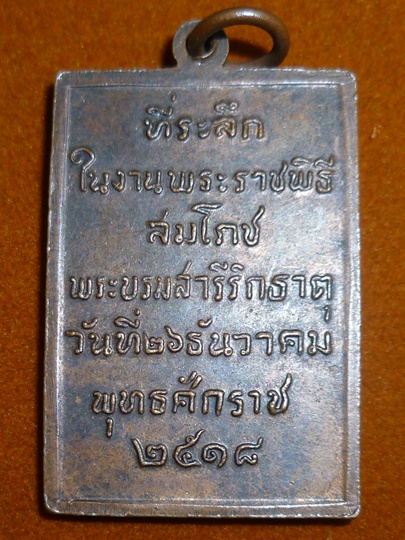 ที่ระลึก
ในงานพระราชพิธี
สมโภช
พระบรมสารีริกธาตุ
วันที่๒๖ธันวาคม
พุทธศักราช
๒๕๑๘